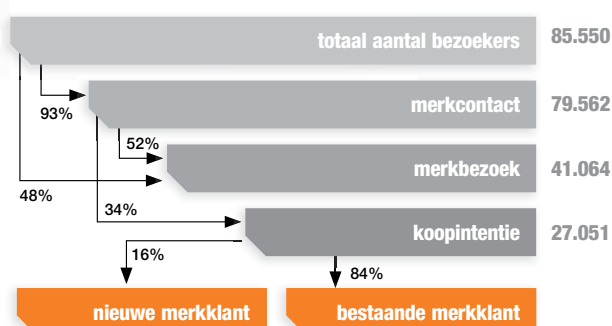 totaal aantal bezoekers 85.550
93%
merkcontact 79.562
52%
merkbezoek 41.064
48%
34%
koopintentie 27.051
16%
84%
nieuwe merkklant
bestaande merkklant